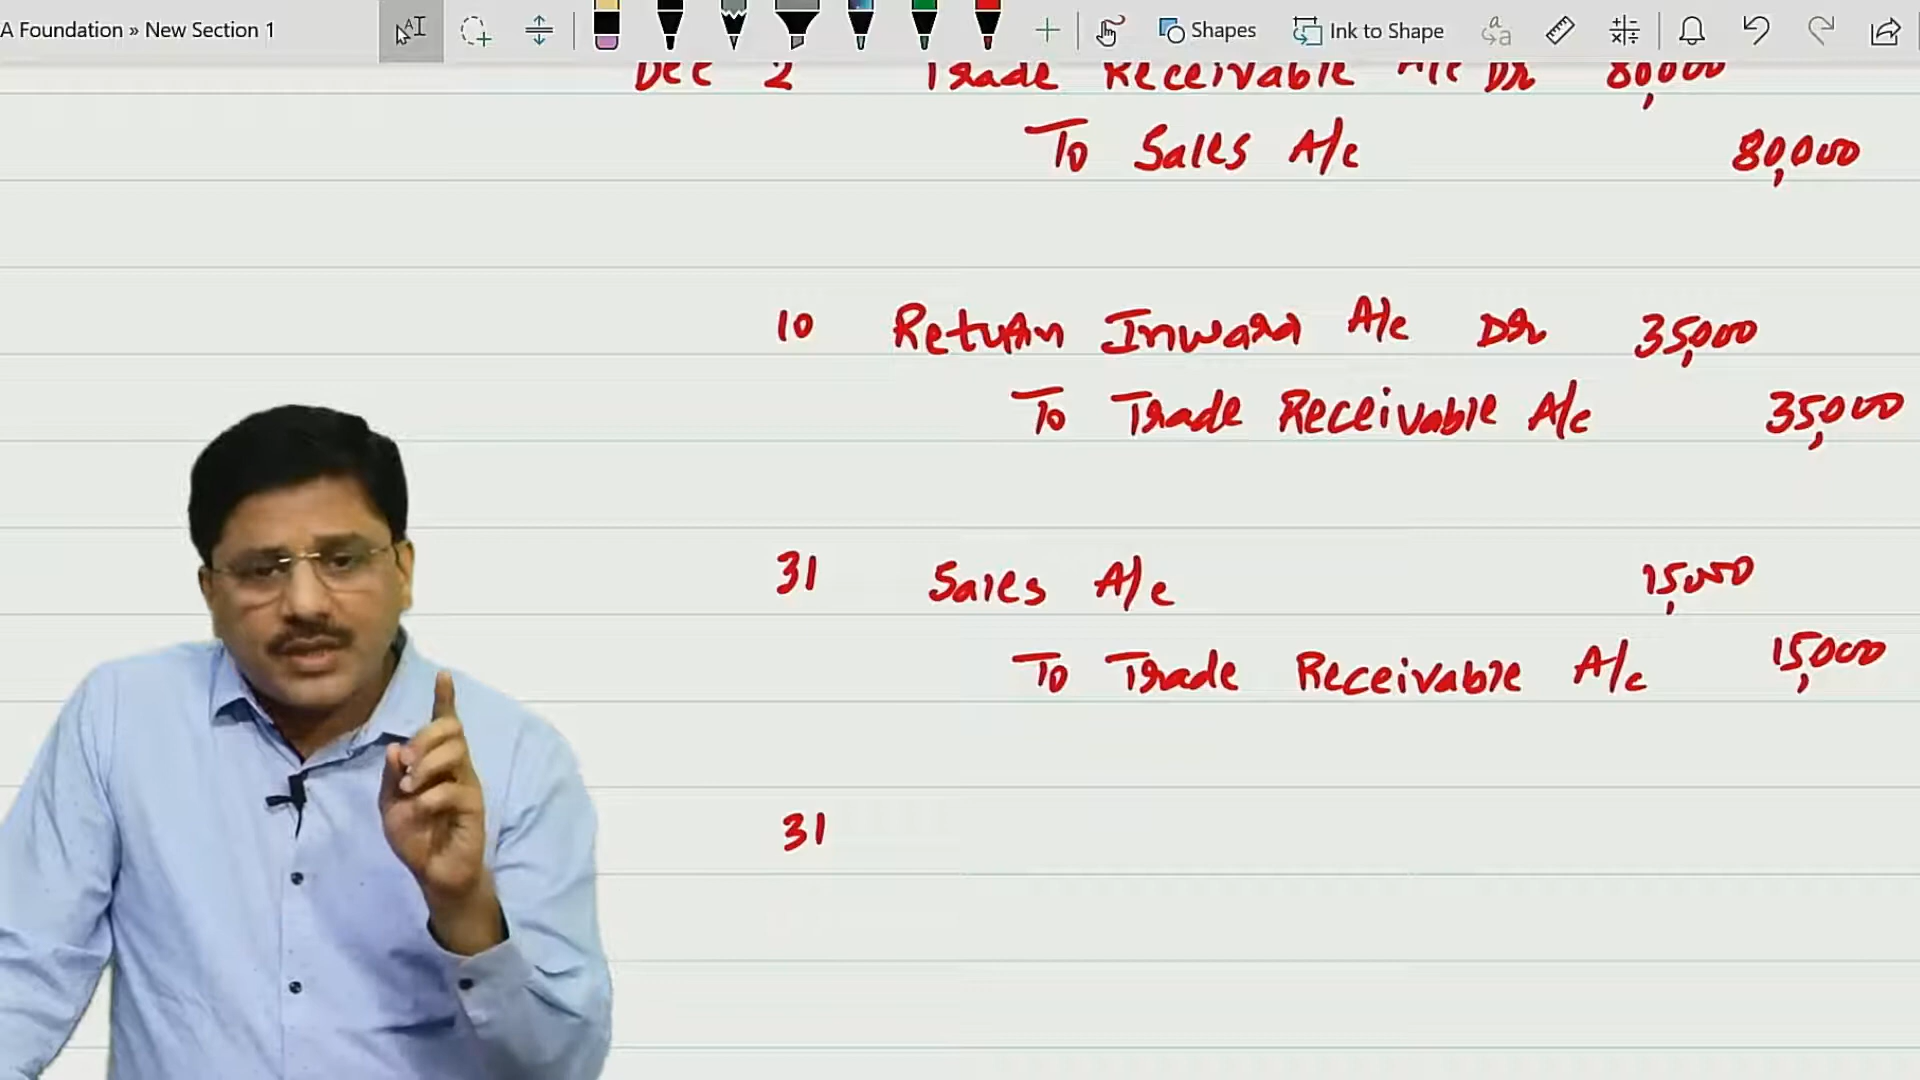 A Foundation » New Section 1
Shapes
Ink to Shape
Dec 2 Trade Receivable A/c Dr 80,000
To Sales A/c 80,000
10 Return Inward A/c Dr 35,000
To Trade Receivable A/c 35,000
31 Sales A/c 15,000
To Trade Receivable A/c 15,000
31